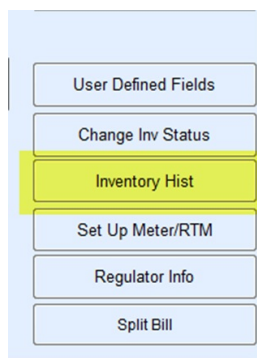 User Defined Fields
Change Inv Status
Inventory Hist
Set Up Meter/RTM
Regulator Info
Split Bill